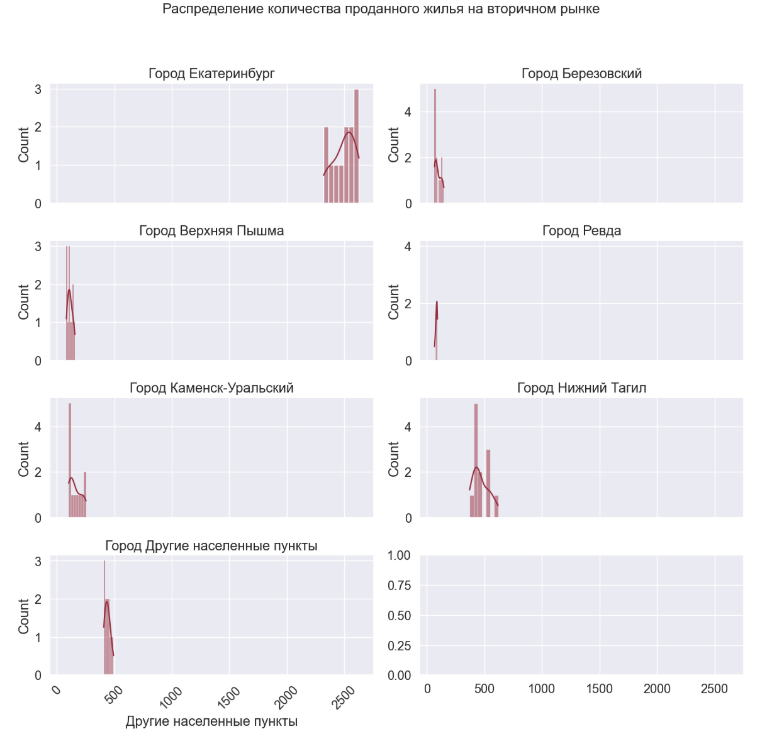 Распределение количества проданного жилья на вторичном рынке
Город Екатеринбург
Город Березовский
3
2
1
0
Count
4
2
0
Count
Город Верхняя Пышма
Город Ревда
3
2
1
0
Count
4
2
0
Count
Город Каменск-Уральский
Город Нижний Тагил
4
2
0
Count
4
2
0
Count
Город Другие населенные пункты
3
2
1
0
Count
0 500 1000 1500 2000 2500
Другие населенные пункты
1.00
0.75
0.50
0.25
0.00
0 500 1000 1500 2000 2500